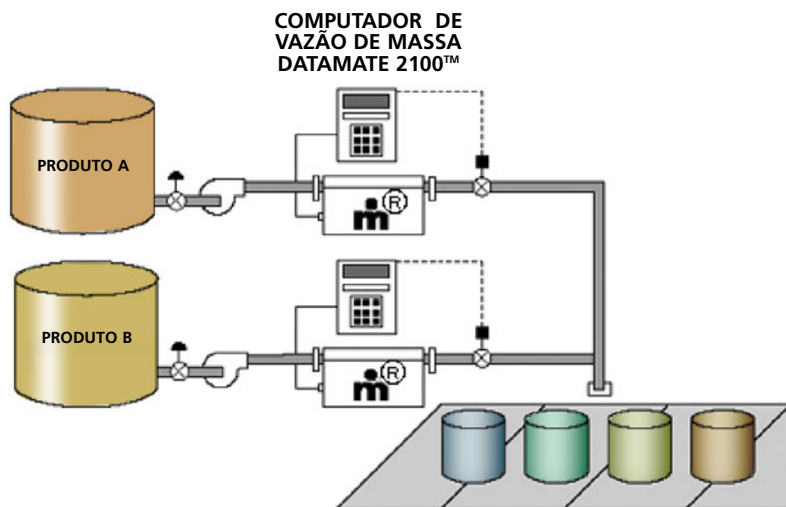 COMPUTADOR DE
VAZÃO DE MASSA
DATAMATE 2100™
PRODUTO A
m®
PRODUTO B
m®